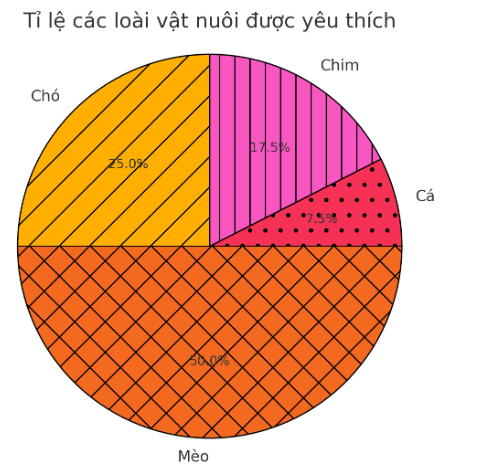 Tỉ lệ các loài vật nuôi được yêu thích
Chim
Chó
17.5%
25.0%
Cá
7.5%
50.0%
Mèo